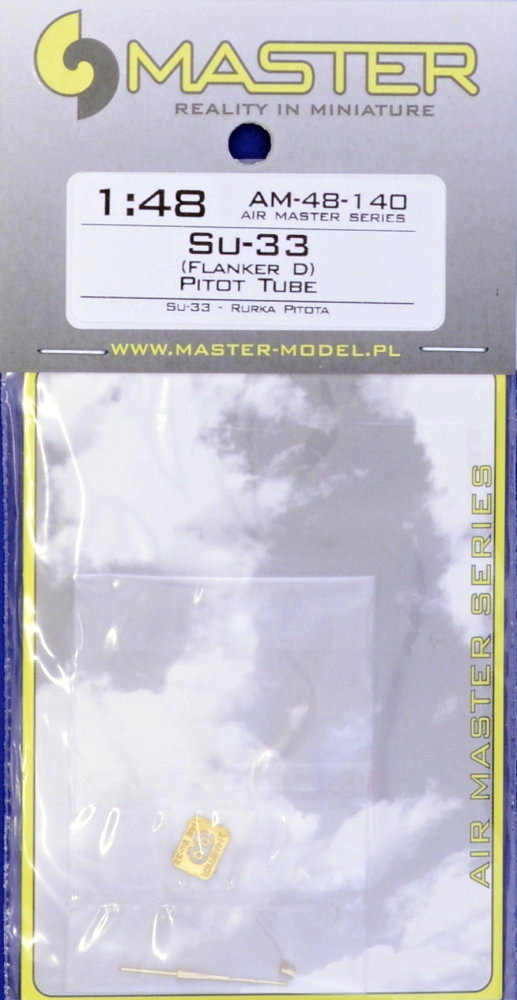 MASTER
REALITY IN MINIATURE
1:48
AM-48-140
AIR MASTER SERIES
Su-33
(FLANKER D)
PITOT TUBE
SU-33 - RURKA PITOTA
WWW.MASTER-MODEL.PL
AIR MASTER SERIES